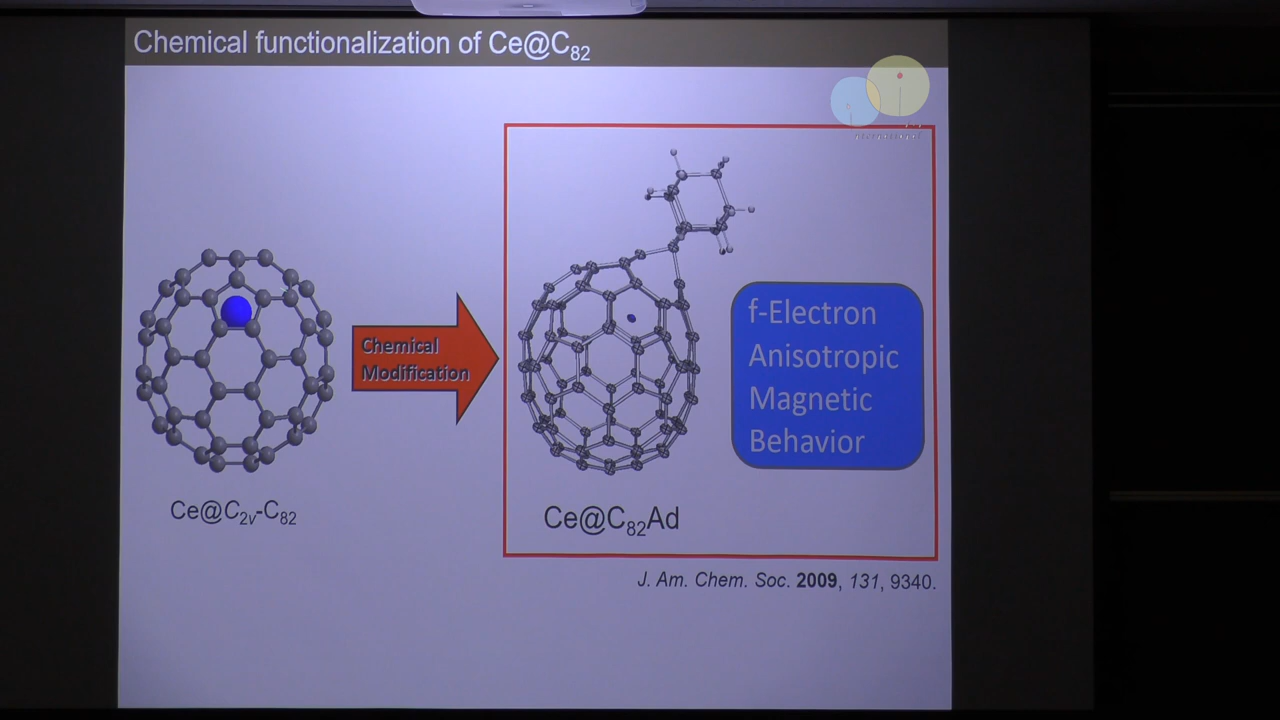 Chemical functionalization of Ce@C82
Chemical
Modification
f-Electron
Anisotropic
Magnetic
Behavior
Ce@C2v-C82
Ce@C82Ad
J. Am. Chem. Soc. 2009, 131, 9340.